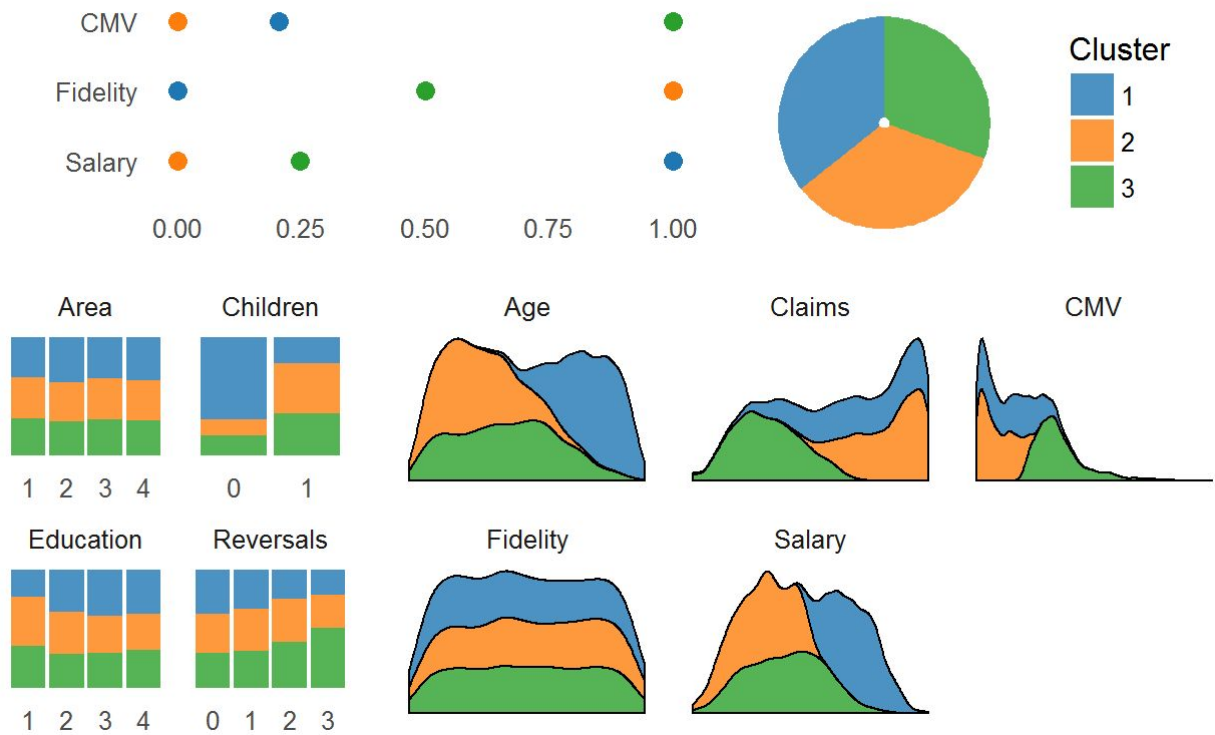 CMV
Fidelity
Salary
0.00 0.25 0.50 0.75 1.00
Cluster
1
2
3
Area Children Age Claims CMV
1 2 3 4 0 1
Education Reversals Fidelity Salary
1 2 3 4 0 1 2 3